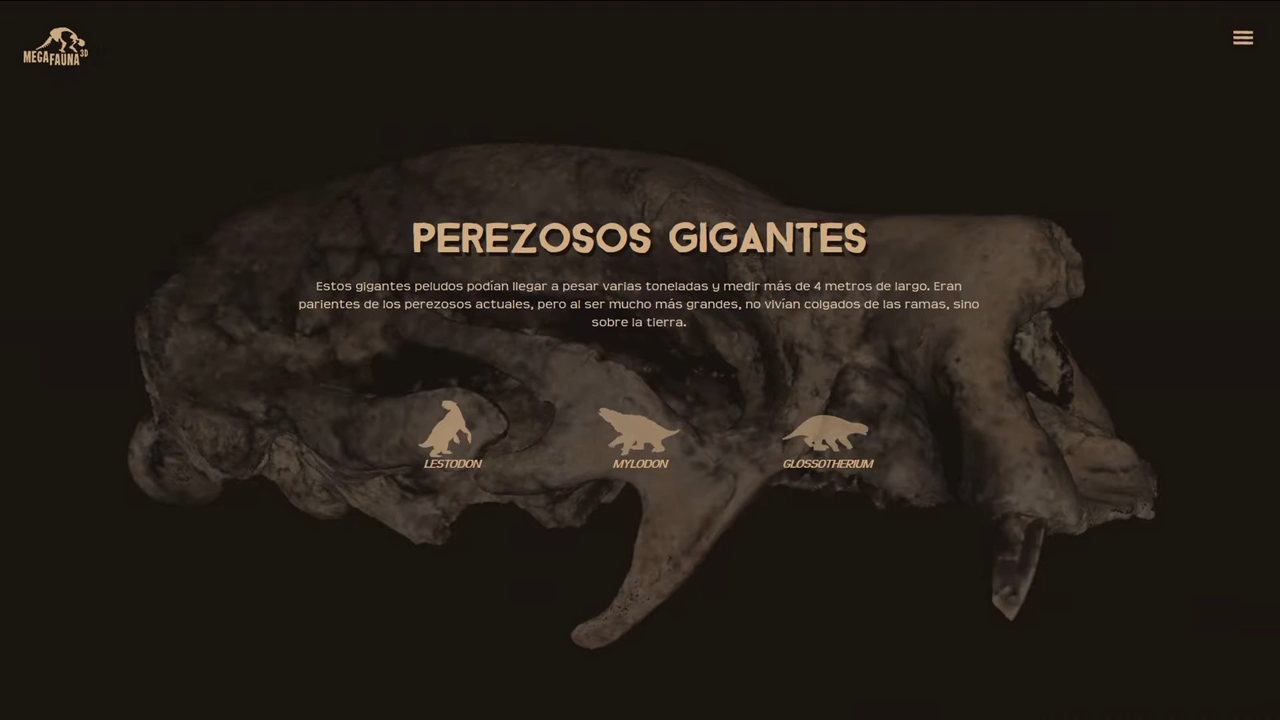 MEGAFAUNA 3D
PEREZOSOS GIGANTES
Estos gigantes peludos podían llegar a pesar varias toneladas y medir más de 4 metros de largo. Eran
parientes de los perezosos actuales, pero al ser mucho más grandes, no vivían colgados de las ramas, sino
sobre la tierra.
LESTODON
MYLODON
GLOSSOTHERIUM